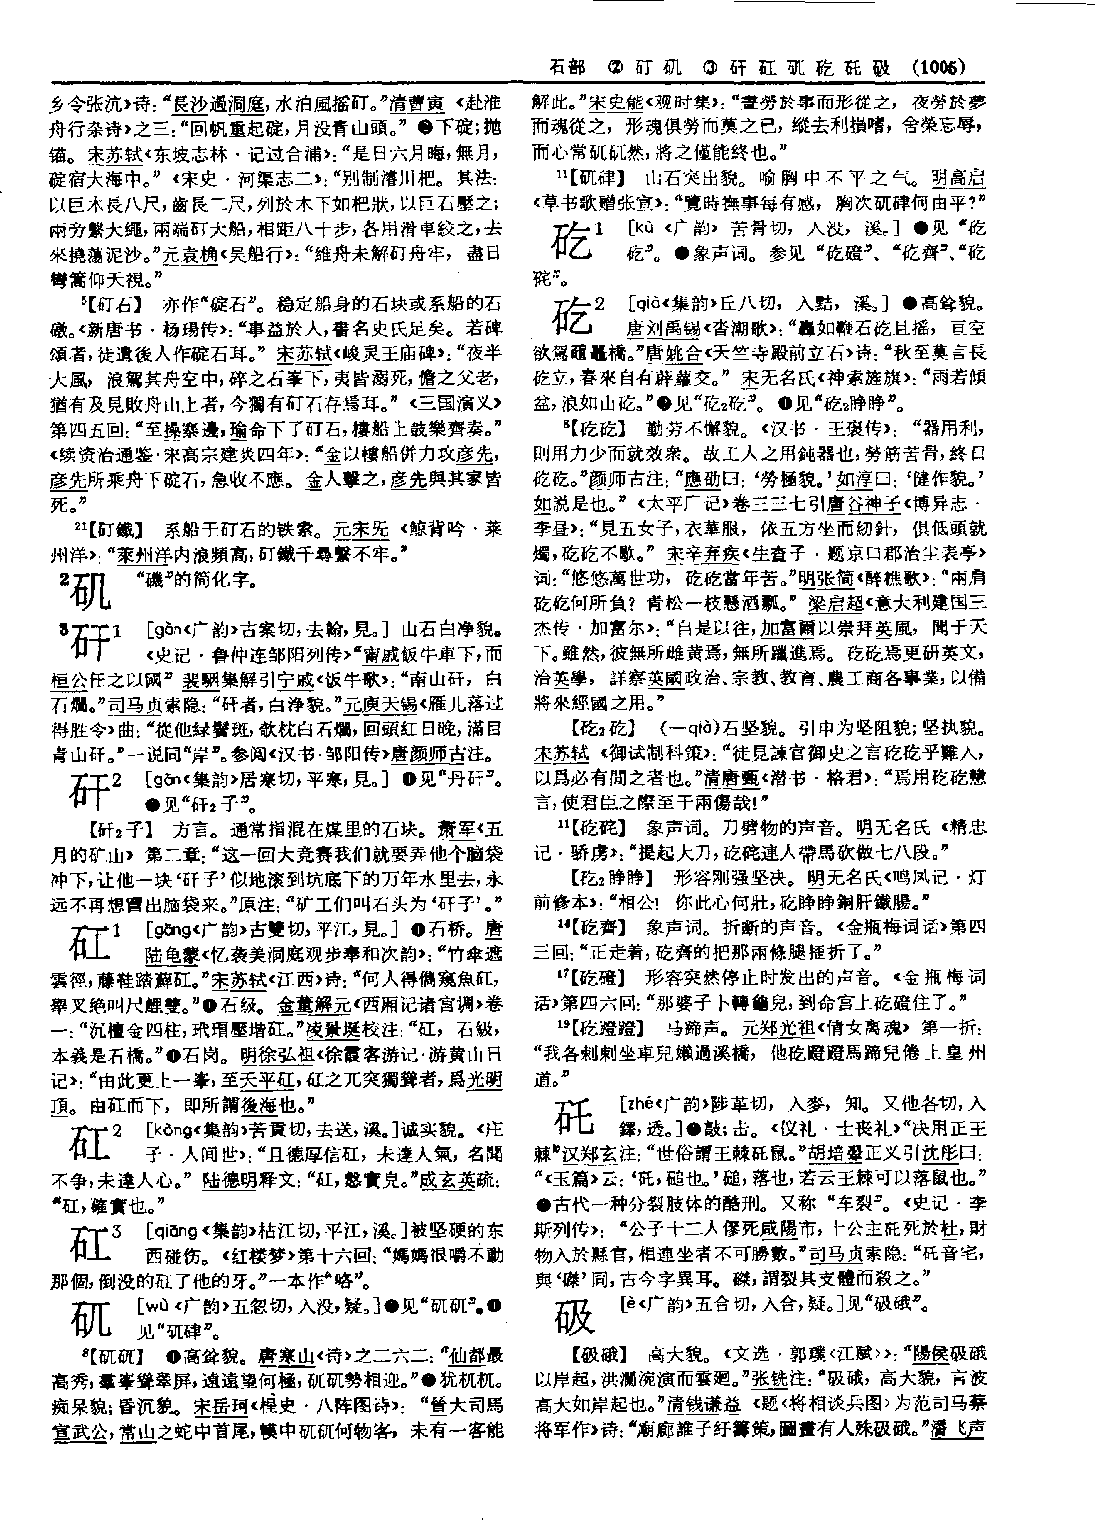 石部 ②矴矶 ③矸矼矹矻矺砐 (1005)
乡令张沆》诗：“長沙過洞庭，水泊風摇矴。”清曹寅《赴淮
舟行杂诗》之三：“回帆重起碇，月没青山頭。” ❷下碇；抛
锚。宋苏轼《东坡志林·记过合浦》：“是日六月晦，無月，
碇宿大海中。”《宋史·河渠志二》：“别制濬川杷。其法：
以巨木長八尺，齒長二尺，列於木下如杷狀，以巨石壓之；
兩旁繫大繩，兩端矴大船，相距八十步，各用滑車絞之，去
來撓蕩泥沙。”元袁桷《吴船行》：“維舟未解矴舟牢，盡日
彎篙仰天視。”
⁵【矴石】 亦作“碇石”。稳定船身的石块或系船的石
礅。《新唐书·杨玚传》：“事益於人，書名史氏足矣。若碑
頌者，徒遺後人作碇石耳。”宋苏轼《峻灵王庙碑》：“夜半
大風，浪駕其舟空中，碎之石峯下，夷皆溺死，儋之父老，
猶有及見敗舟山上者，今獨有矴石存焉耳。”《三国演义》
第四五回：“至操寨邊，瑜命下了矴石，樓船上鼓樂齊奏。”
《续资治通鉴·宋高宗建炎四年》：“金以樓船併力攻彦先，
彦先所乘舟下碇石，急收不應。金人擊之，彦先與其家皆
死。”
²¹【矴鐵】 系船于矴石的铁索。元宋旡《鯨背吟·莱
州洋》：“萊州洋内浪頻高，矴鐵千尋繫不牢。”
²矶 “磯”的简化字。
³矸¹ ［gàn《广韵》古案切，去翰，見。］山石白净貌。
《史记·鲁仲连邹阳列传》“甯戚飯牛車下，而
桓公任之以國”裴駰集解引宁戚《饭牛歌》：“南山矸，白
石爛。”司马贞索隐：“矸者，白淨貌。”元庾天锡《雁儿落过
得胜令》曲：“從他緑鬢斑，欹枕白石爛，回頭紅日晚，滿目
青山矸。”一说同“岸”。参阅《汉书·邹阳传》唐颜师古注。
矸² ［gān《集韵》居寒切，平寒，見。］❶见“丹矸”。
❷见“矸₂子”。
【矸₂子】 方言。通常指混在煤里的石块。萧军《五
月的矿山》第二章：“这一回大竞赛我们就要弄他个脑袋
冲下，让他一块‘矸子’似地滚到坑底下的万年水里去，永
远不再想冒出脑袋来。”原注：“矿工们叫石头为‘矸子’。”
矼¹ ［gāng《广韵》古雙切，平江，見。］❶石桥。唐
陆龟蒙《忆袭美洞庭观步奉和次韵》：“竹傘遮
雲徑，藤鞋踏蘚矼。”宋苏轼《江西》诗：“何人得儁窺魚矼，
舉叉絶叫尺鯉雙。”❷石级。金董解元《西厢记诸宫调》卷
一：“沉檀金四柱，玳瑁壓堦矼。”凌景埏校注：“矼，石級，
本義是石橋。”❸石岗。明徐弘祖《徐霞客游记·游黄山日
记》：“由此更上一峯，至天平矼，矼之兀突獨聳者，爲光明
頂。由矼而下，即所謂後海也。”
矼² ［kòng《集韵》苦貢切，去送，溪。］诚实貌。《庄
子·人间世》：“且德厚信矼，未達人氣，名聞
不争，未達人心。”陆德明释文：“矼，慤實皃。”成玄英疏：
“矼，確實也。”
矼³ ［qiāng《集韵》枯江切，平江，溪。］被坚硬的东
西碰伤。《红楼梦》第十六回：“媽媽很嚼不動
那個，倒没的矼了他的牙。”一本作“硌”。
矹 ［wù《广韵》五忽切，入没，疑。］❶见“矹矹”。❷
见“矹硉”。
⁸【矹矹】 ❶高耸貌。唐寒山《诗》之二六二：“仙都最
高秀，羣峯聳翠屏，遠遠望何極，矹矹勢相迎。”❷犹杌杌。
痴呆貌；昏沉貌。宋岳珂《桯史·八阵图诗》：“晉大司馬
宣武公，常山之蛇中首尾，幙中矹矹何物客，未有一客能
解此。”宋史能《观时集》：“晝勞於事而形從之，夜勞於夢
而魂從之，形魂俱勞而莫之已，縱去利損嗜，舍榮忘辱，
而心常矹矹然，將之僅能終也。”
¹¹【矹硉】 山石突出貌。喻胸中不平之气。明高启
《草书歌赠张宣》：“覽時撫事每有感，胸次矹硉何由平？”
矻¹ ［kū《广韵》苦骨切，入没，溪。］❶见“矻
矻”。❷象声词。参见“矻磴”、“矻齊”、“矻
硴”。
矻² ［qià《集韵》丘八切，入黠，溪。］❶高耸貌。
唐刘禹锡《沓潮歌》：“轟如鞭石矻且摇，亘空
欲駕黿鼉橋。”唐姚合《天竺寺殿前立石》诗：“秋至莫言長
矻立，春來自有薜蘿交。”宋无名氏《神索旌旗》：“雨若傾
盆，浪如山矻。”❷见“矻₂矻”。❸见“矻₂睁睁”。
⁸【矻矻】 勤劳不懈貌。《汉书·王褒传》：“器用利，
則用力少而就效衆。故工人之用鈍器也，勞筋苦骨，終日
矻矻。”颜师古注：“應劭曰：‘勞極貌。’如淳曰：‘健作貌。’
如説是也。”《太平广记》卷三三七引唐谷神子《博异志·
李昼》：“見五女子，衣華服，依五方坐而紉針，俱低頭就
燭，矻矻不歇。”宋辛弃疾《生查子·题京口郡治尘表亭》
词：“悠悠萬世功，矻矻當年苦。”明张简《醉樵歌》：“兩肩
矻矻何所負？青松一枝懸酒瓢。”梁启超《意大利建国三
杰传·加富尔》：“自是以往，加富爾以崇拜英風，聞于天
下。雖然，彼無所雌黄焉，無所躐進焉。矻矻焉更研英文，
治英學，詳察英國政治、宗教、教育、農工商各事業，以備
將來經國之用。”
【矻₂矻】 (—qià)石坚貌。引申为坚阻貌；坚执貌。
宋苏轼《御试制科策》：“徒見諫官御史之言矻矻乎難入，
以爲必有間之者也。”清唐甄《潜书·格君》：“焉用矻矻戆
言，使君臣之際至于兩傷哉！”
¹¹【矻硴】 象声词。刀劈物的声音。明无名氏《精忠
记·骄虏》：“提起大刀，矻硴連人帶馬砍做七八段。”
【矻₂睁睁】 形容刚强坚决。明无名氏《鸣凤记·灯
前修本》：“相公！你此心何壯，矻睁睁銅肝鐵腸。”
¹⁴【矻齊】 象声词。折断的声音。《金瓶梅词话》第四
三回：“正走着，矻齊的把那兩條腿捶折了。”
¹⁷【矻磴】 形容突然停止时发出的声音。《金瓶梅词
话》第四六回：“那婆子卜轉龜兒，到命宫上矻磴住了。”
¹⁹【矻蹬蹬】 马蹄声。元郑光祖《倩女离魂》第一折：
“我各剌剌坐車兒嬾過溪橋，他矻蹬蹬馬蹄兒倦上皇州
道。”
矺 ［zhé《广韵》陟革切，入麥，知。又他各切，入
鐸，透。］❶敲；击。《仪礼·士丧礼》“决用正王
棘”汉郑玄注：“世俗謂王棘矺鼠。”胡培翚正义引沈彤曰：
“《玉篇》云：‘矺，磓也。’磓，落也，若云王棘可以落鼠也。”
❷古代一种分裂肢体的酷刑。又称“车裂”。《史记·李
斯列传》：“公子十二人僇死咸陽市，十公主矺死於杜，財
物入於縣官，相連坐者不可勝數。”司马贞索隐：“矺音宅，
與‘磔’同，古今字異耳。磔，謂裂其支體而殺之。”
砐 ［è《广韵》五合切，入合，疑。］见“砐硪”。
【砐硪】 高大貌。《文选·郭璞〈江赋〉》：“陽侯砐硪
以岸起，洪瀾涴演而雲迴。”张铣注：“砐硪，高大貌，言波
高大如岸起也。”清钱谦益《题〈将相谈兵图〉为范司马蔡
将军作》诗：“廟廊誰子紆籌策，圖畫有人殊砐硪。”潘飞声